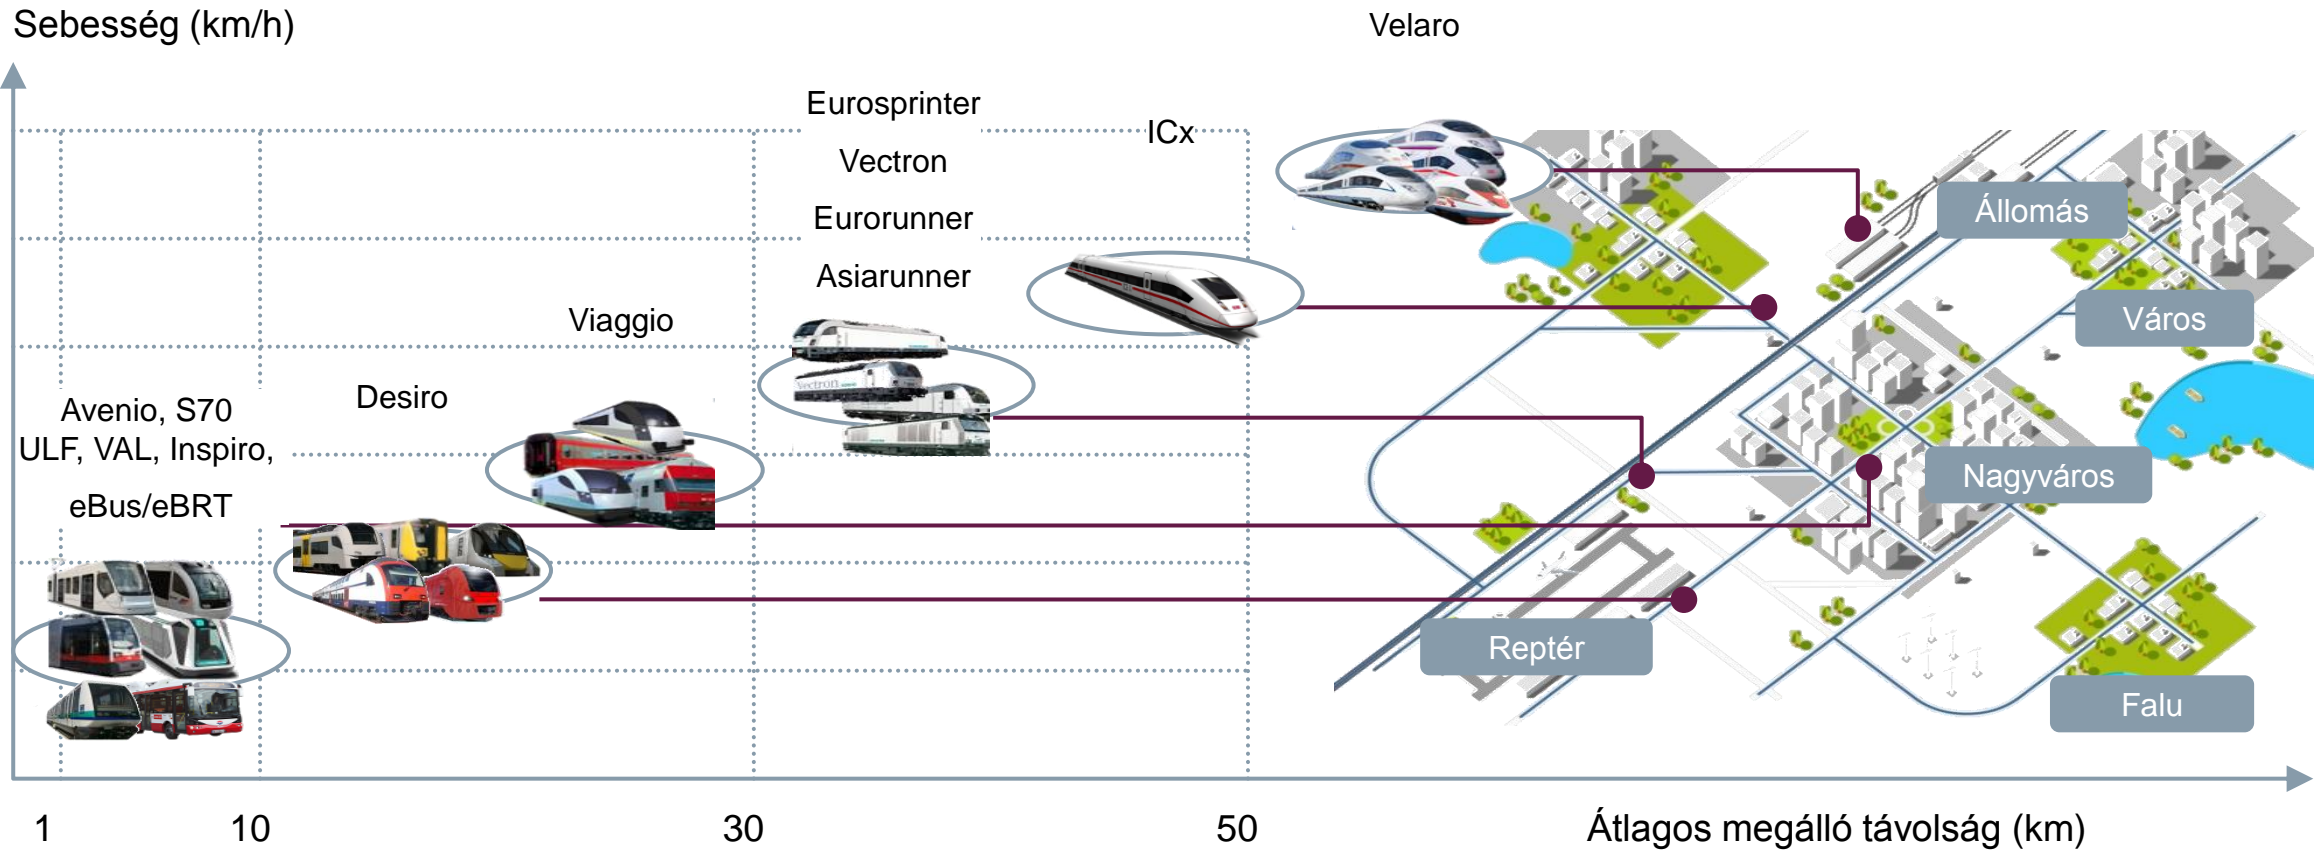 Sebesség (km/h)
Velaro
Eurosprinter
ICx
Vectron
Eurorunner
Asiarunner
Viaggio
Desiro
Avenio, S70
ULF, VAL, Inspiro,
eBus/eBRT
Vectron
Állomás
Város
Nagyváros
Reptér
Falu
1
10
30
50
Átlagos megálló távolság (km)